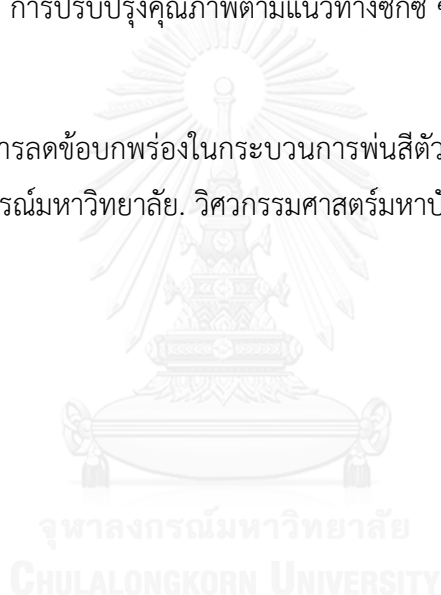 การปรับปรุงคุณภาพตามแนวทางซิกซ์
ารลดข้อบกพร่องในกระบวนการพ่นสีตัว
รณ์มหาวิทยาลัย. วิศวกรรมศาสตร์มหาบั
จุฬาลงกรณ์มหาวิทยาลัย
CHULALONGKORN UNIVERSITY